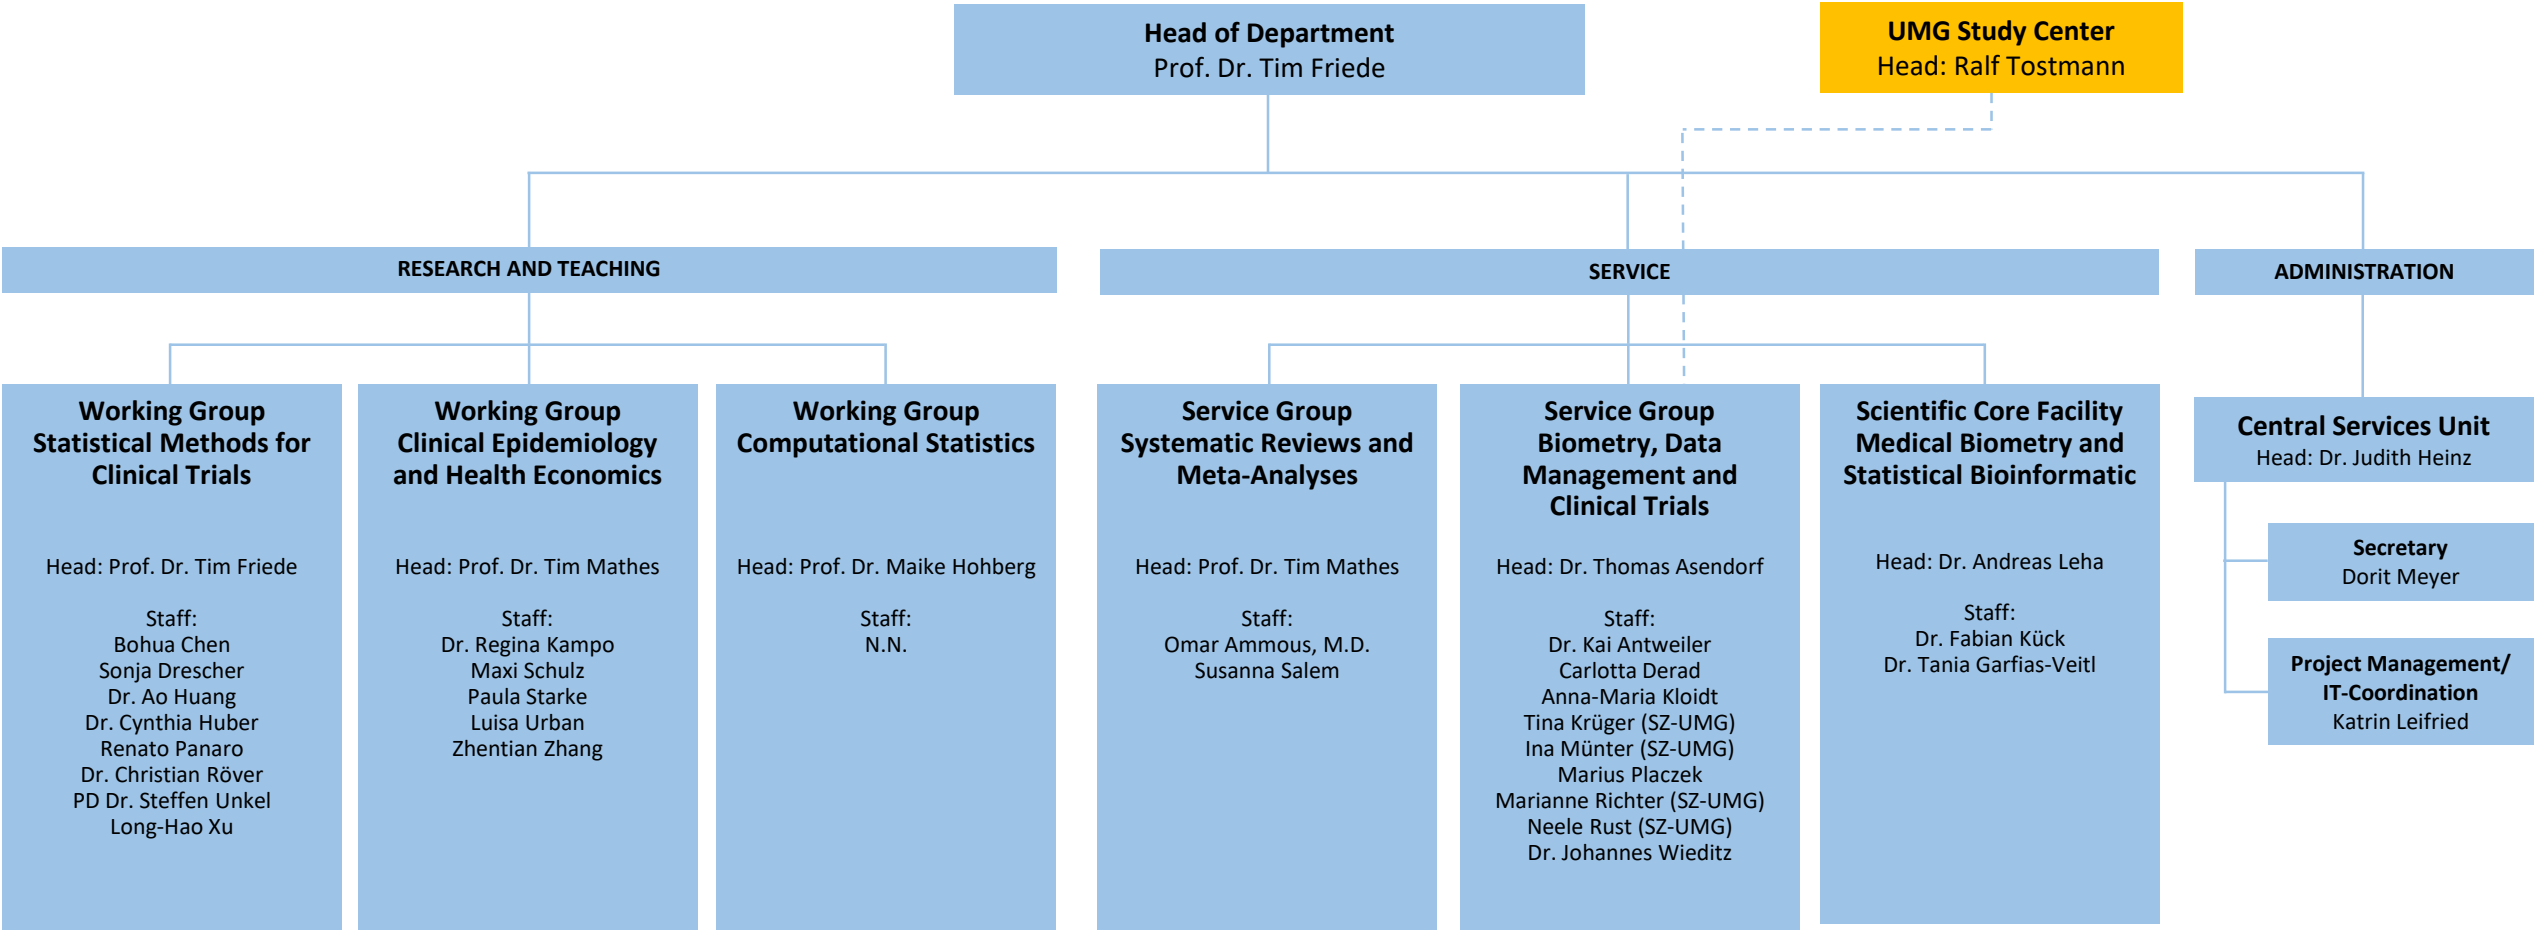 Head of Department
Prof. Dr. Tim Friede
UMG Study Center
Head: Ralf Tostmann
RESEARCH AND TEACHING
SERVICE
ADMINISTRATION
Working Group
Statistical Methods for
Clinical Trials
Head: Prof. Dr. Tim Friede
Staff:
Bohua Chen
Sonja Drescher
Dr. Ao Huang
Dr. Cynthia Huber
Renato Panaro
Dr. Christian Röver
PD Dr. Steffen Unkel
Long-Hao Xu
Working Group
Clinical Epidemiology
and Health Economics
Head: Prof. Dr. Tim Mathes
Staff:
Dr. Regina Kampo
Maxi Schulz
Paula Starke
Luisa Urban
Zhentian Zhang
Working Group
Computational Statistics
Head: Prof. Dr. Maike Hohberg
Staff:
N.N.
Service Group
Systematic Reviews and
Meta-Analyses
Head: Prof. Dr. Tim Mathes
Staff:
Omar Ammous, M.D.
Susanna Salem
Service Group
Biometry, Data
Management and
Clinical Trials
Head: Dr. Thomas Asendorf
Staff:
Dr. Kai Antweiler
Carlotta Derad
Anna-Maria Kloidt
Tina Krüger (SZ-UMG)
Ina Münter (SZ-UMG)
Marius Placzek
Marianne Richter (SZ-UMG)
Neele Rust (SZ-UMG)
Dr. Johannes Wieditz
Scientific Core Facility
Medical Biometry and
Statistical Bioinformatic
Head: Dr. Andreas Leha
Staff:
Dr. Fabian Kück
Dr. Tania Garfias-Veitl
Central Services Unit
Head: Dr. Judith Heinz
Secretary
Dorit Meyer
Project Management/
IT-Coordination
Katrin Leifried